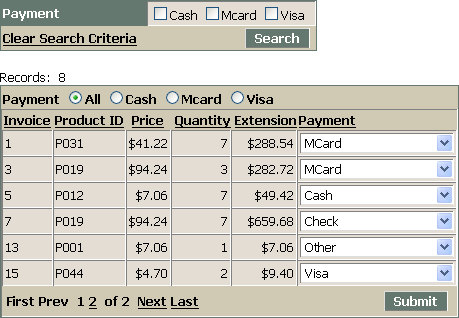 Payment Cash Mcard Visa
Clear Search Criteria Search
Records: 8
Payment All Cash Mcard Visa
Invoice Product ID Price Quantity Extension Payment
1 P031 $41.22 7 $288.54 MCard
3 P019 $94.24 3 $282.72 MCard
5 P012 $7.06 7 $49.42 Cash
7 P019 $94.24 7 $659.68 Check
13 P001 $7.06 1 $7.06 Other
15 P044 $4.70 2 $9.40 Visa
First Prev 1 2 of 2 Next Last Submit